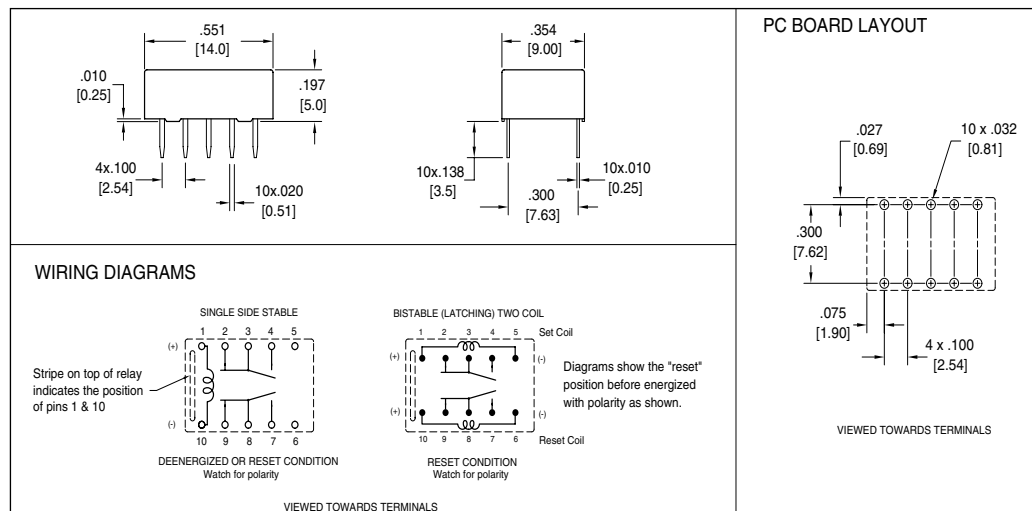 .551
[14.0]
.010
[0.25]
.197
[5.0]
4x.100
[2.54]
10x.020
[0.51]
.354
[9.00]
10x.138
[3.5]
10x.010
[0.25]
.300
[7.63]
PC BOARD LAYOUT
.027
[0.69]
10 x .032
[0.81]
.300
[7.62]
.075
[1.90]
4 x .100
[2.54]
VIEWED TOWARDS TERMINALS
WIRING DIAGRAMS
SINGLE SIDE STABLE
1 2 3 4 5
(+)
Stripe on top of relay
indicates the position
of pins 1 & 10
(-)
10 9 8 7 6
DEENERGIZED OR RESET CONDITION
Watch for polarity
BISTABLE (LATCHING) TWO COIL
1 2 3 4 5 Set Coil
(+) (-)
Diagrams show the "reset"
position before energized
with polarity as shown.
(+) (-)
10 9 8 7 6 Reset Coil
RESET CONDITION
Watch for polarity
VIEWED TOWARDS TERMINALS